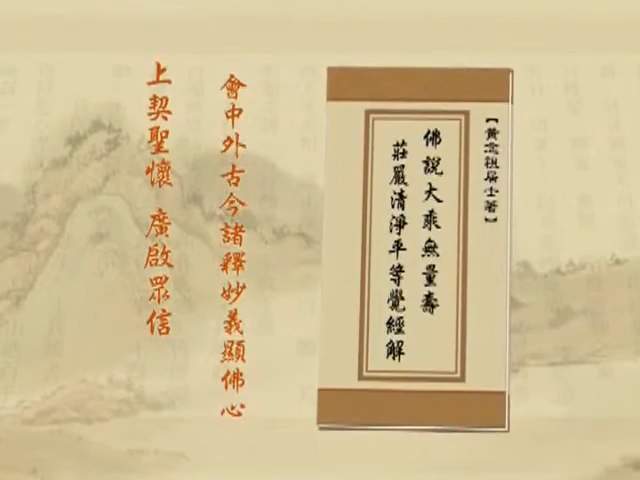 【黃念祖居士著】
佛說大乘無量壽
莊嚴清淨平等覺經解
會中外古今諸釋妙義顯佛心
上契聖懷 廣啟眾信